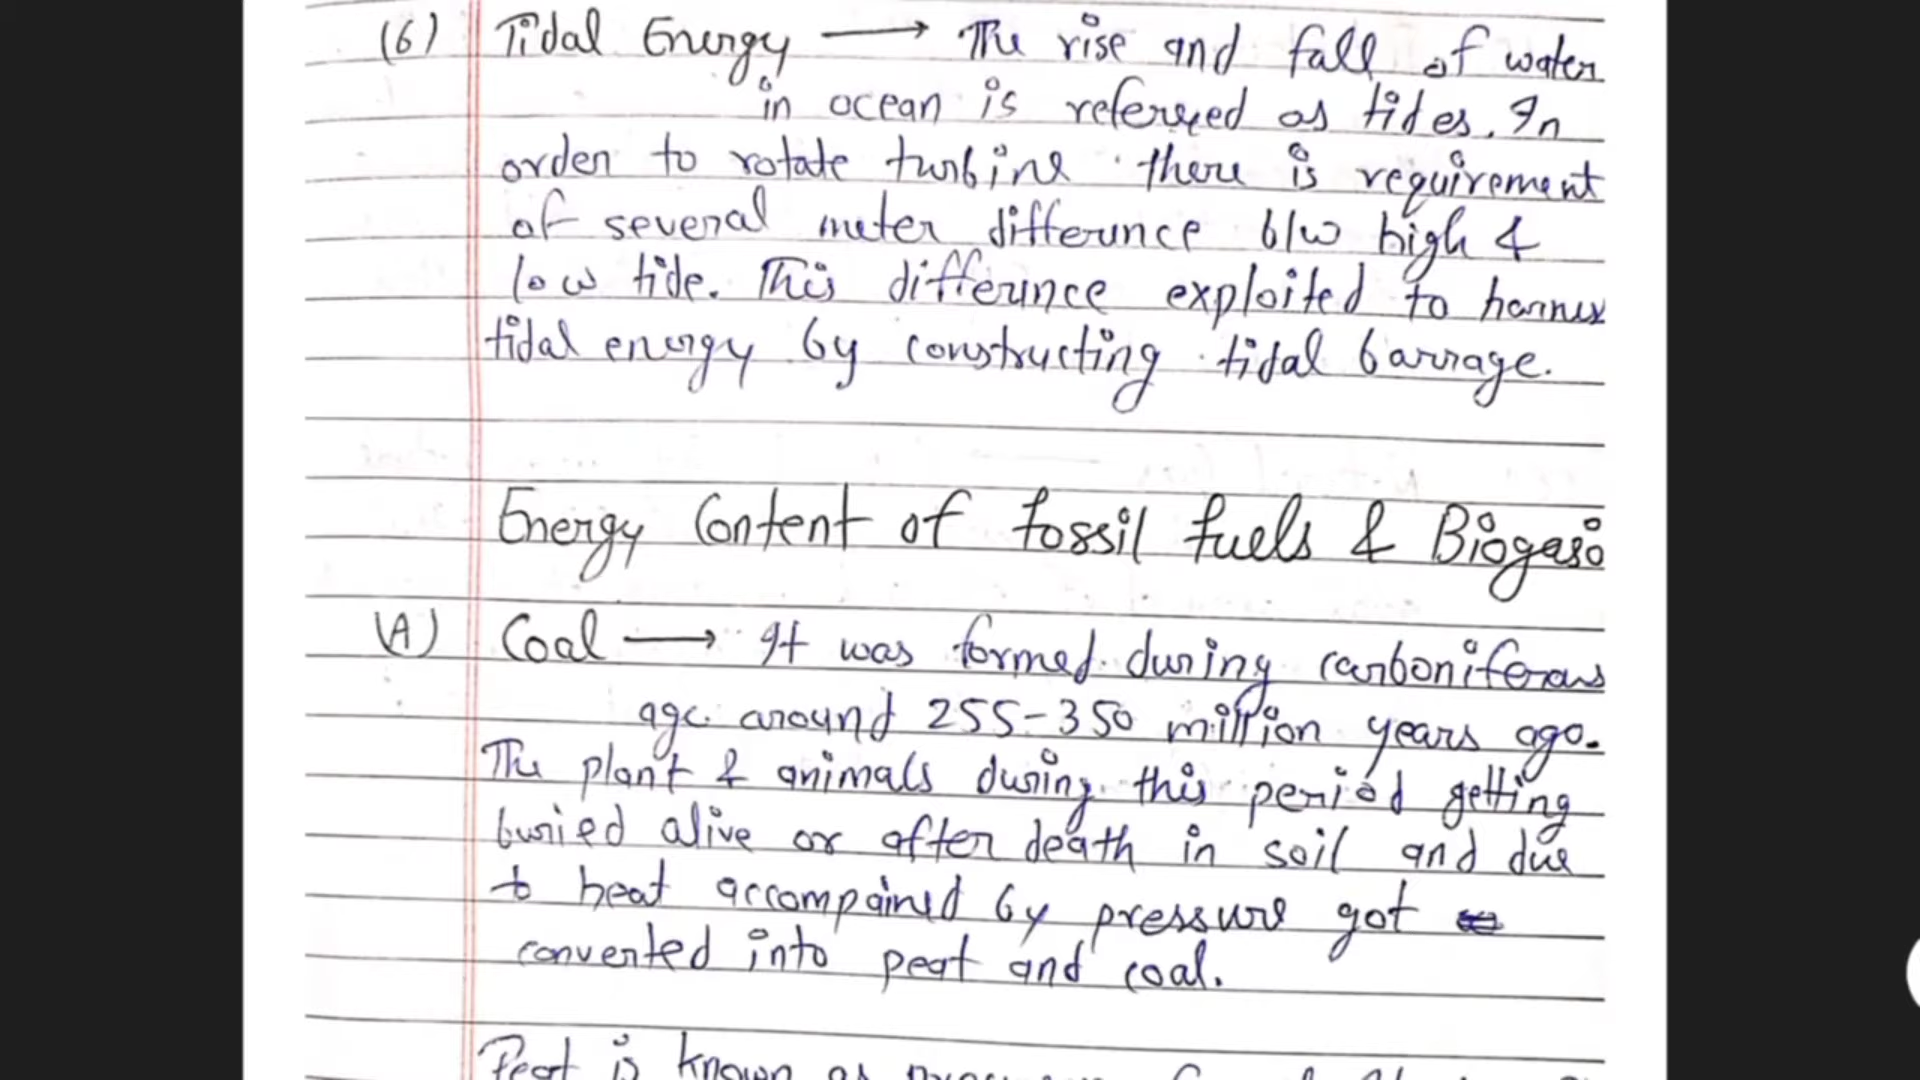 (6) Tidal Energy → The rise and fall of water
in ocean is referred as tides. In
order to rotate turbine there is requirement
of several meter difference b/w high &
low tide. This difference exploited to harness
tidal energy by constructing tidal barrage.
Energy Content of fossil fuels & Biogas
(A) Coal → It was formed during carboniferous
age around 255-350 million years ago.
The plant & animals during this period getting
buried alive or after death in soil and due
to heat accompained by pressure got
converted into peat and coal.
Peat is known as